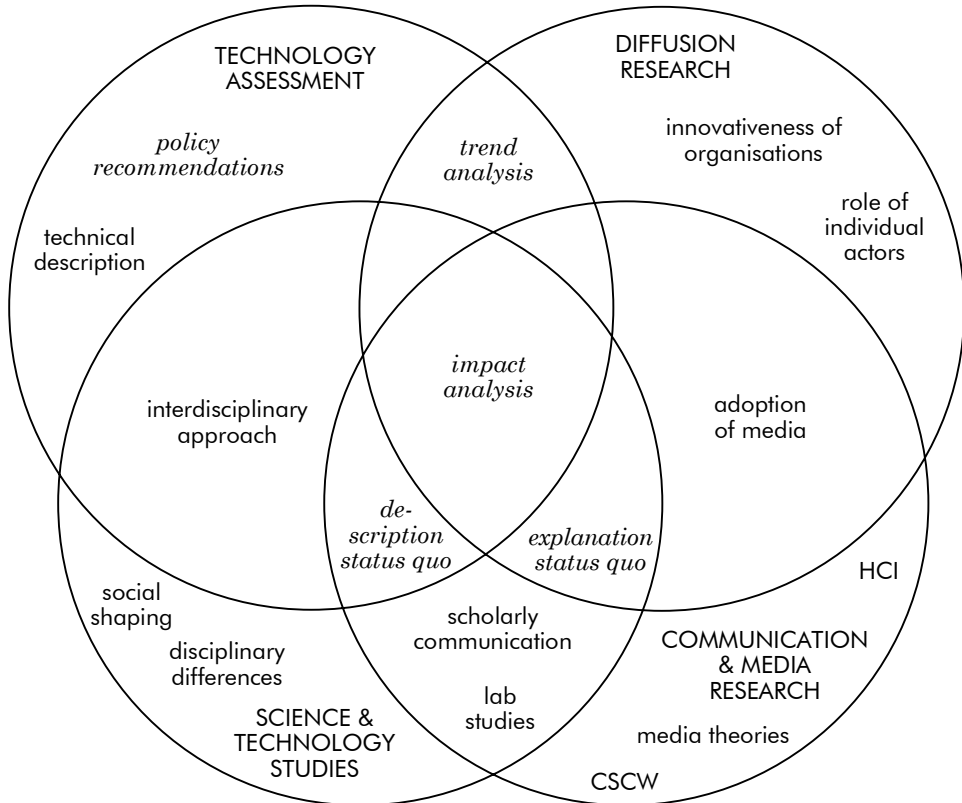 TECHNOLOGY
ASSESSMENT
DIFFUSION
RESEARCH
policy
recommendations
trend
analysis
innovativeness of
organisations
technical
description
role of
individual
actors
impact
analysis
interdisciplinary
approach
adoption
of media
de-
scription
status quo
explanation
status quo
HCI
social
shaping
scholarly
communication
disciplinary
differences
COMMUNICATION
& MEDIA
RESEARCH
lab
studies
SCIENCE &
TECHNOLOGY
STUDIES
media theories
CSCW